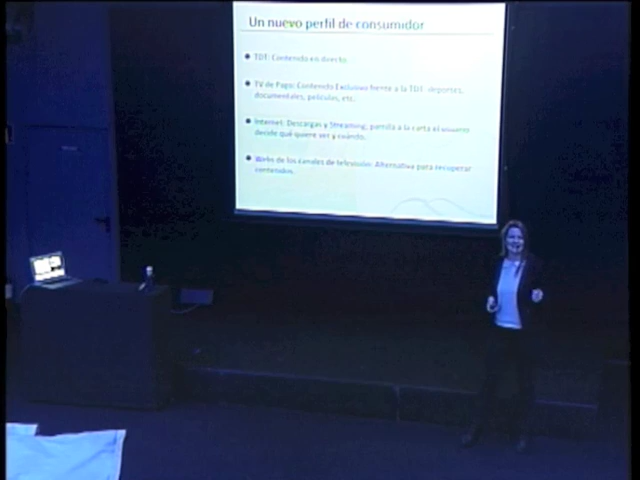 Un nuevo perfil de consumidor
TDT: Contenido en directo
TV de Pago: Contenido Exclusivo frente a la TDT: deportes,
documentales, películas, etc.
Internet: Descargas y Streaming, pantalla a la carta el usuario
decide qué quiere ver y cuándo.
Webs de los canales de televisión: Alternativa para recuperar
contenidos.